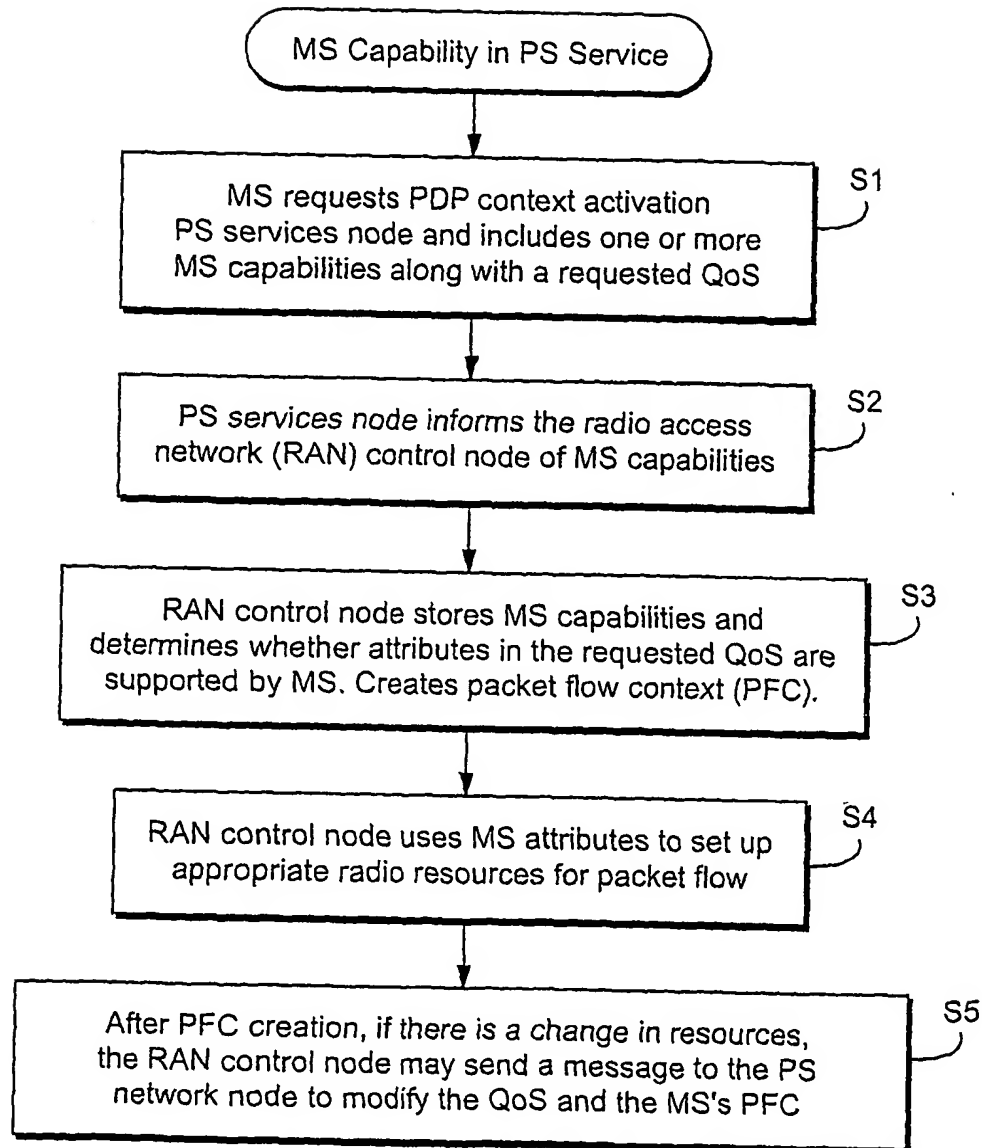 MS Capability in PS Service
S1
MS requests PDP context activation
PS services node and includes one or more
MS capabilities along with a requested QoS
S2
PS services node informs the radio access
network (RAN) control node of MS capabilities
S3
RAN control node stores MS capabilities and
determines whether attributes in the requested QoS are
supported by MS. Creates packet flow context (PFC).
S4
RAN control node uses MS attributes to set up
appropriate radio resources for packet flow
S5
After PFC creation, if there is a change in resources,
the RAN control node may send a message to the PS
network node to modify the QoS and the MS's PFC